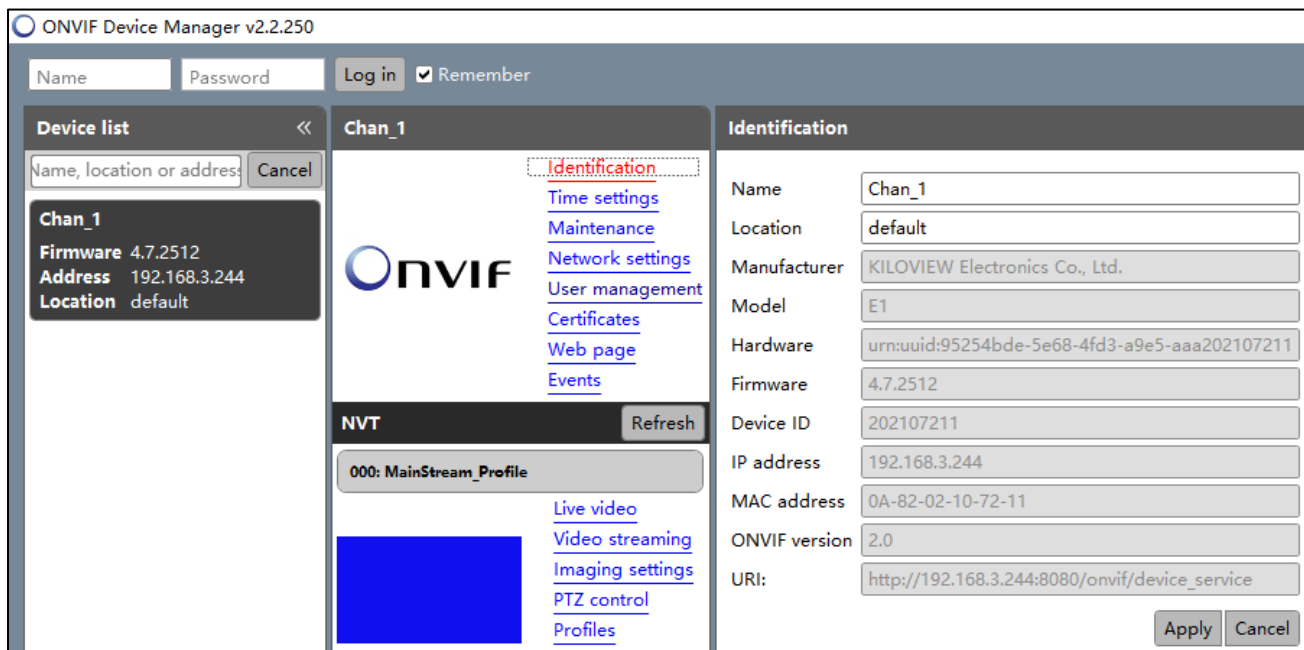 ONVIF Device Manager v2.2.250
Name
Password
Log in
Remember
Device list
Name, location or address
Cancel
Chan_1
Firmware 4.7.2512
Address 192.168.3.244
Location default
Chan_1
ONVIF
Identification
Time settings
Maintenance
Network settings
User management
Certificates
Web page
Events
NVT
Refresh
000: MainStream_Profile
Live video
Video streaming
Imaging settings
PTZ control
Profiles
Identification
Name Chan_1
Location default
Manufacturer KILOVIEW Electronics Co., Ltd.
Model E1
Hardware urn:uuid:95254bde-5e68-4fd3-a9e5-aaa202107211
Firmware 4.7.2512
Device ID 202107211
IP address 192.168.3.244
MAC address 0A-82-02-10-72-11
ONVIF version 2.0
URI: http://192.168.3.244:8080/onvif/device_service
Apply
Cancel